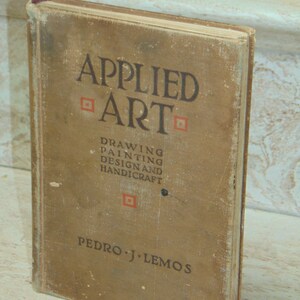 APPLIED
ART
DRAWING
PAINTING
DESIGN AND
HANDICRAFT
PEDRO · J · LEMOS